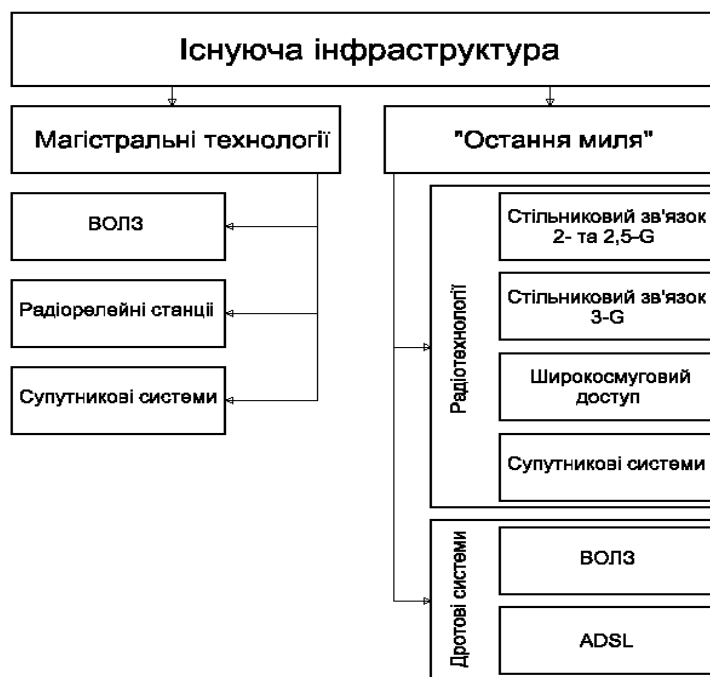 Існуюча інфраструктура
Магістральні технології
ВОЛЗ
Радіорелейні станції
Супутникові системи
"Остання миля"
Радіотехнології
Стільниковий зв'язок
2- та 2,5-G
Стільниковий зв'язок
3-G
Широкосмуговий
доступ
Супутникові системи
Дротові системи
ВОЛЗ
ADSL